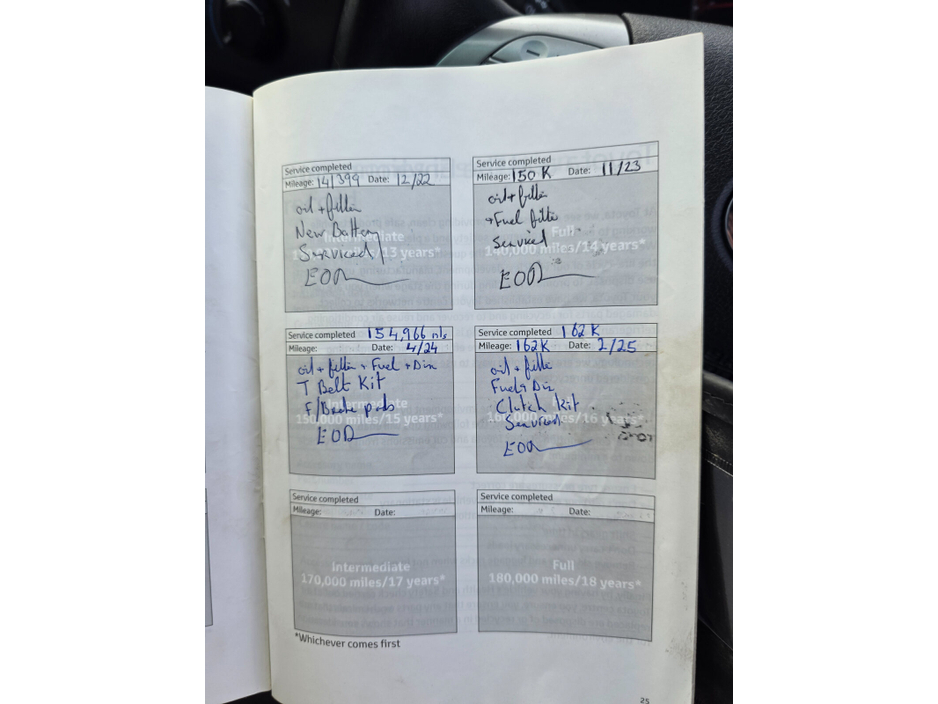 Service completed
Mileage: 141399 Date: 12/22
oil + filter
New Battery
Serviced
Intermediate
miles/13 years*
EOD
Service completed
Mileage: 150 K Date: 11/23
oil + filter
+ Fuel filter
Full
Serviced
140,000 miles/14 years*
EOD
Service completed 154,966 mls
Mileage: Date: 4/24
oil + filter + Fuel +
T Belt Kit
F/Brake pads
150,000 miles/15 years*
EOD
Service completed 162 K
Mileage: 162K Date: 2/25
oil + filter
Fuel +
Clutch Kit
Serviced
160,000 miles/16 years*
EOD
Service completed
Mileage: Date:
Intermediate
170,000 miles/17 years*
Service completed
Mileage: Date:
Full
180,000 miles/18 years*
*Whichever comes first
25